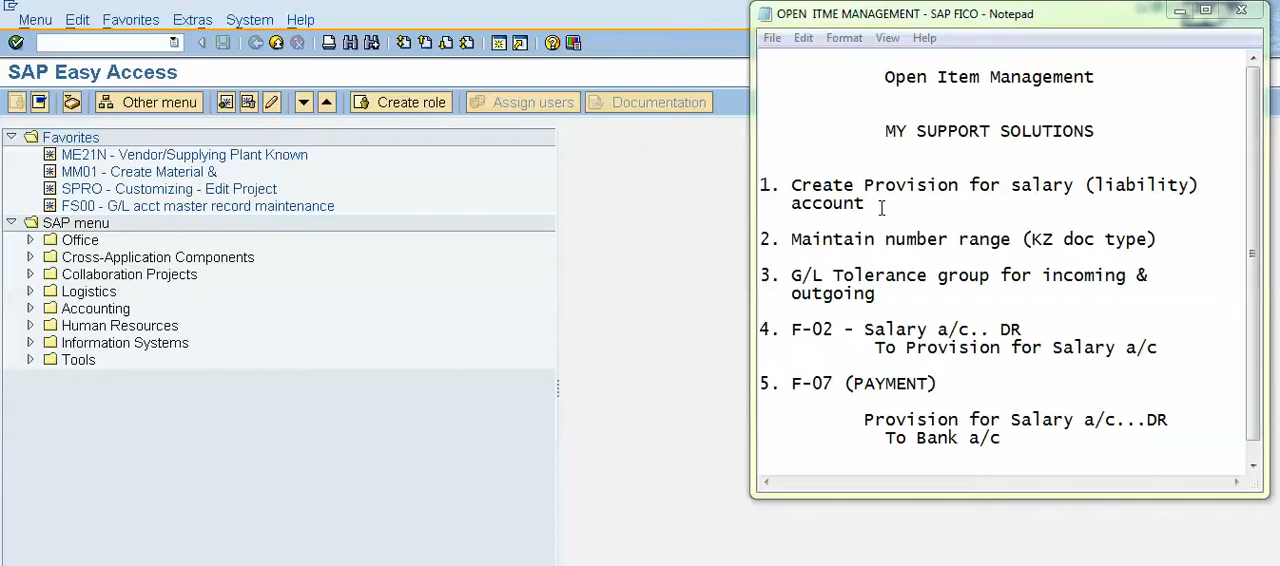 Menu Edit Favorites Extras System Help
SAP Easy Access
Other menu Create role Assign users Documentation
Favorites
ME21N - Vendor/Supplying Plant Known
MM01 - Create Material &
SPRO - Customizing - Edit Project
FS00 - G/L acct master record maintenance
SAP menu
Office
Cross-Application Components
Collaboration Projects
Logistics
Accounting
Human Resources
Information Systems
Tools
OPEN ITME MANAGEMENT - SAP FICO - Notepad
File Edit Format View Help
Open Item Management
MY SUPPORT SOLUTIONS
1. Create Provision for salary (liability)
account
2. Maintain number range (KZ doc type)
3. G/L Tolerance group for incoming &
outgoing
4. F-02 - Salary a/c.. DR
To Provision for Salary a/c
5. F-07 (PAYMENT)
Provision for Salary a/c...DR
To Bank a/c